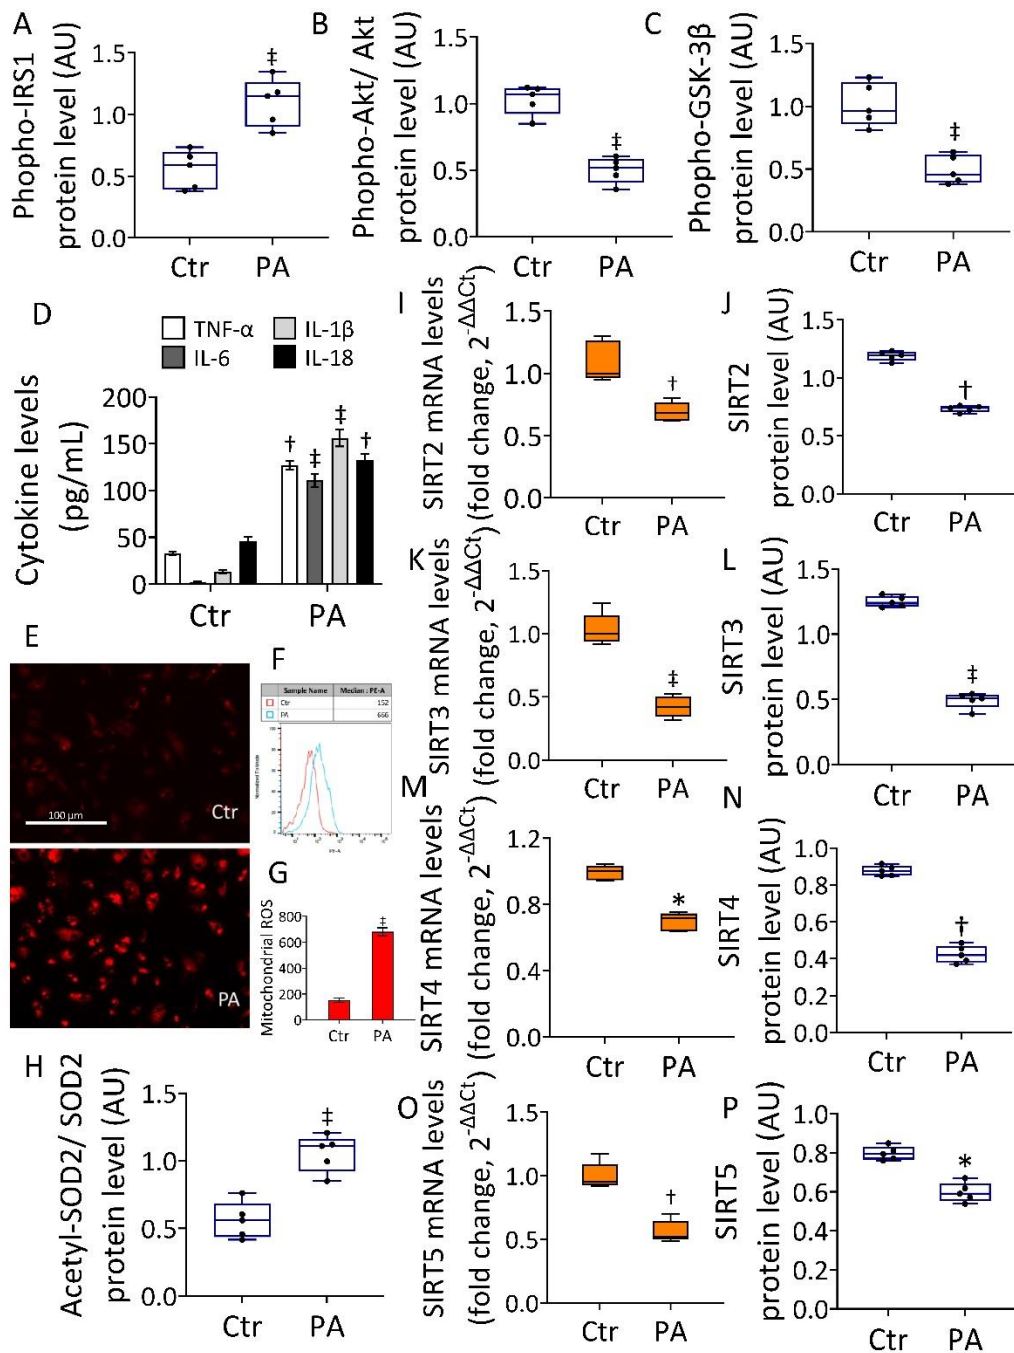 A
Phopho-IRS1
protein level (AU)
1.5
1.0
0.5
0.0
‡
Ctr
PA
B
Phopho-Akt/ Akt
protein level (AU)
1.5
1.0
0.5
0.0
‡
Ctr
PA
C
Phopho-GSK-3β
protein level (AU)
1.5
1.0
0.5
0.0
‡
Ctr
PA
D
TNF-α
IL-1β
IL-6
IL-18
Cytokine levels
(pg/mL)
200
150
100
50
0
†
‡
‡
†
Ctr
PA
E
100 µm
Ctr
PA
F
Sample Name
Median : PE-A
Ctr
152
PA
666
PE-A
G
Mitochondrial ROS
800
600
400
200
0
‡
Ctr
PA
H
Acetyl-SOD2/ SOD2
protein level (AU)
1.5
1.0
0.5
0.0
‡
Ctr
PA
I
SIRT2 mRNA levels
(fold change, 2^-ΔΔCt)
1.5
1.0
0.5
0.0
†
Ctr
PA
J
SIRT2
protein level (AU)
1.5
1.0
0.5
0.0
†
Ctr
PA
K
SIRT3 mRNA levels
(fold change, 2^-ΔΔCt)
1.5
1.0
0.5
0.0
‡
Ctr
PA
L
SIRT3
protein level (AU)
1.5
1.0
0.5
0.0
‡
Ctr
PA
M
SIRT4 mRNA levels
(fold change, 2^-ΔΔCt)
1.2
0.8
0.4
0.0
*
Ctr
PA
N
SIRT4
protein level (AU)
1.0
0.8
0.6
0.4
0.2
0.0
†
Ctr
PA
O
SIRT5 mRNA levels
(fold change, 2^-ΔΔCt)
1.5
1.0
0.5
0.0
†
Ctr
PA
P
SIRT5
protein level (AU)
1.0
0.8
0.6
0.4
0.2
0.0
*
Ctr
PA